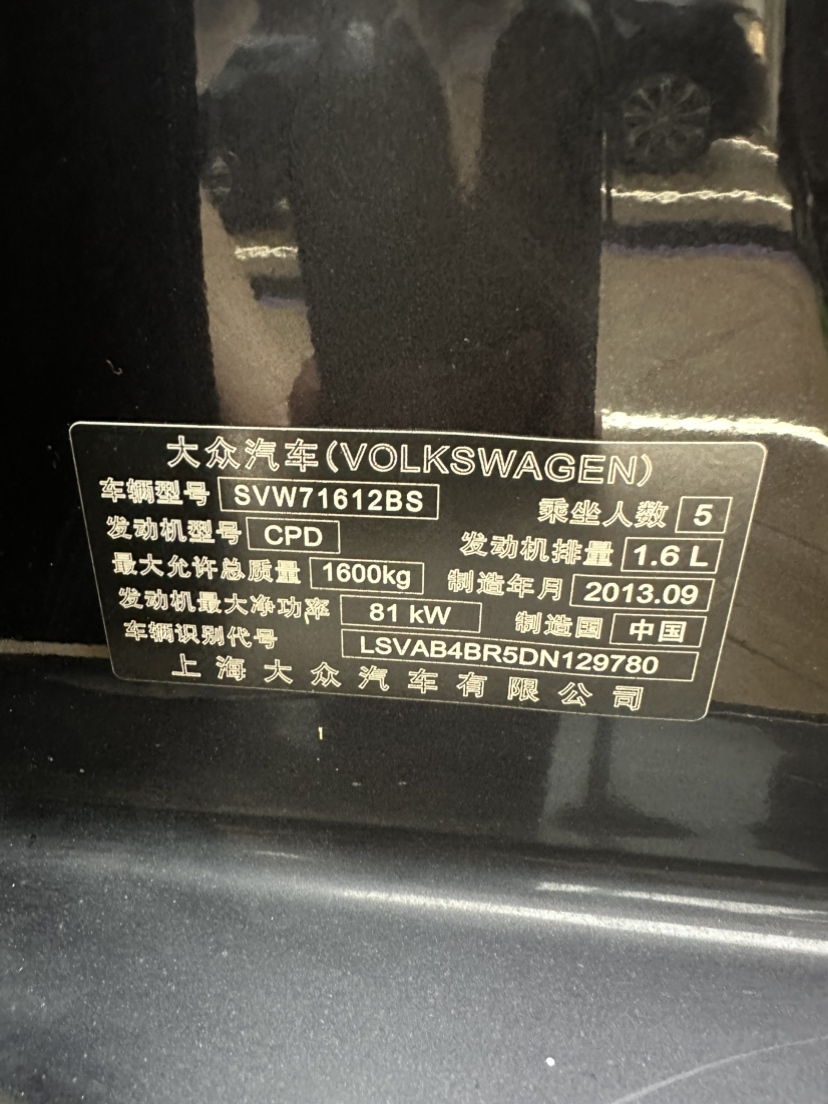 大众汽车(VOLKSWAGEN)
车辆型号 SVW71612BS 乘坐人数 5
发动机型号 CPD 发动机排量 1.6 L
最大允许总质量 1600kg 制造年月 2013.09
发动机最大净功率 81 kW 制造国 中国
车辆识别代号 LSVAB4BR5DN129780
上海大众汽车有限公司